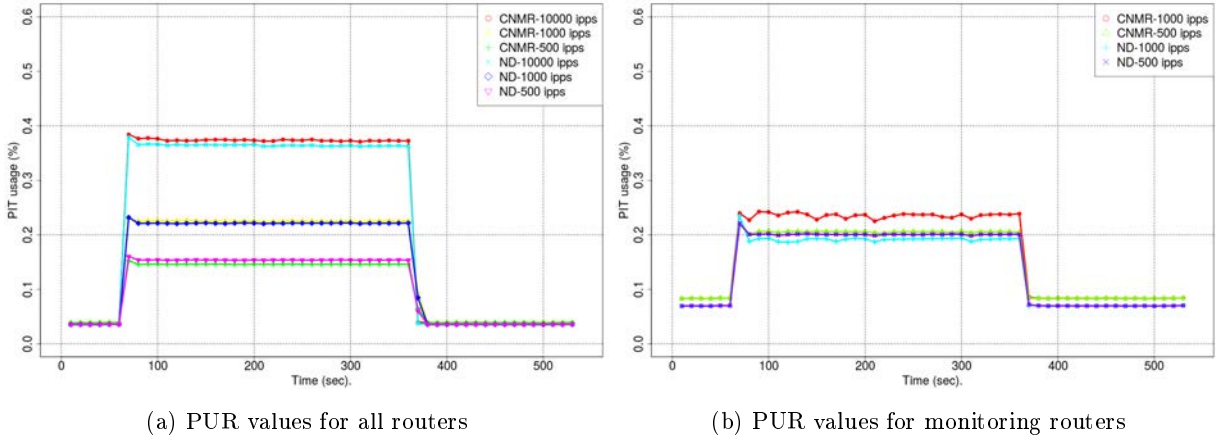 0.6
0.5
0.4
0.3
0.2
0.1
0.0
PIT usage (%)
CNMR-10000 ipps
CNMR-1000 ipps
CNMR-500 ipps
ND-10000 ipps
ND-1000 ipps
ND-500 ipps
0 100 200 300 400 500
Time (sec).
(a) PUR values for all routers
0.6
0.5
0.4
0.3
0.2
0.1
0.0
PIT usage (%)
CNMR-1000 ipps
CNMR-500 ipps
ND-1000 ipps
ND-500 ipps
0 100 200 300 400 500
Time (sec).
(b) PUR values for monitoring routers